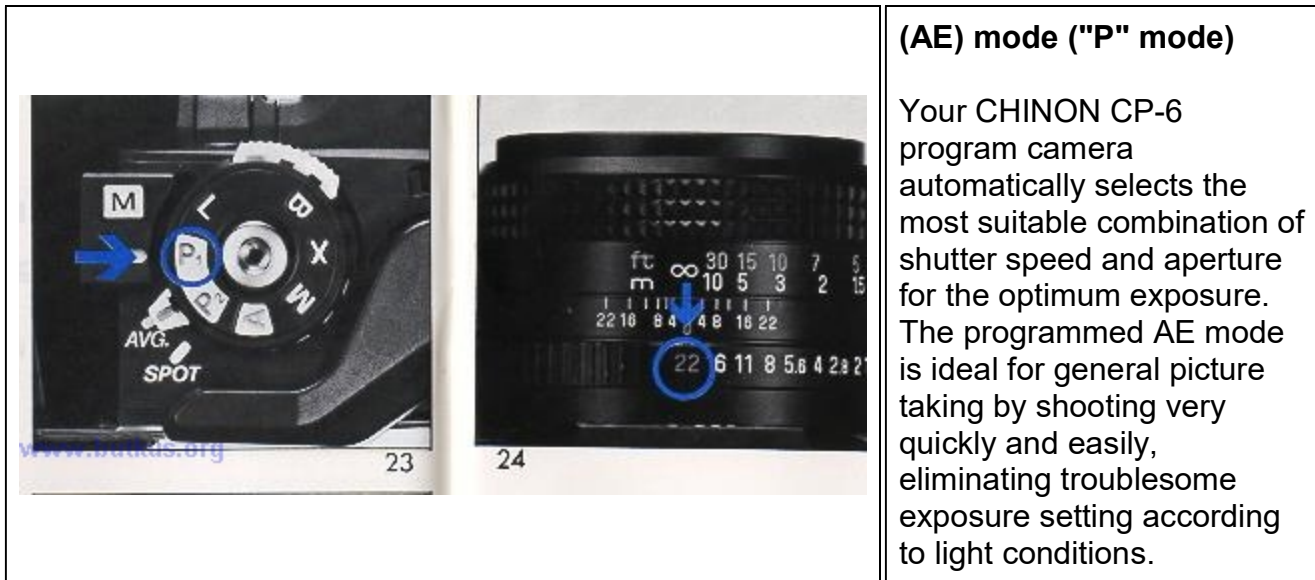 M
L
B
X
M
P1
P2
A
AVG.
SPOT
www.butkus.org
23
ft ∞ 30 15 10 7 5
m 10 5 3 2 15
22 16 8 4 4 8 16 22
22 6 11 8 5.6 4 2.8 2
24
(AE) mode ("P" mode)
Your CHINON CP-6
program camera
automatically selects the
most suitable combination of
shutter speed and aperture
for the optimum exposure.
The programmed AE mode
is ideal for general picture
taking by shooting very
quickly and easily,
eliminating troublesome
exposure setting according
to light conditions.